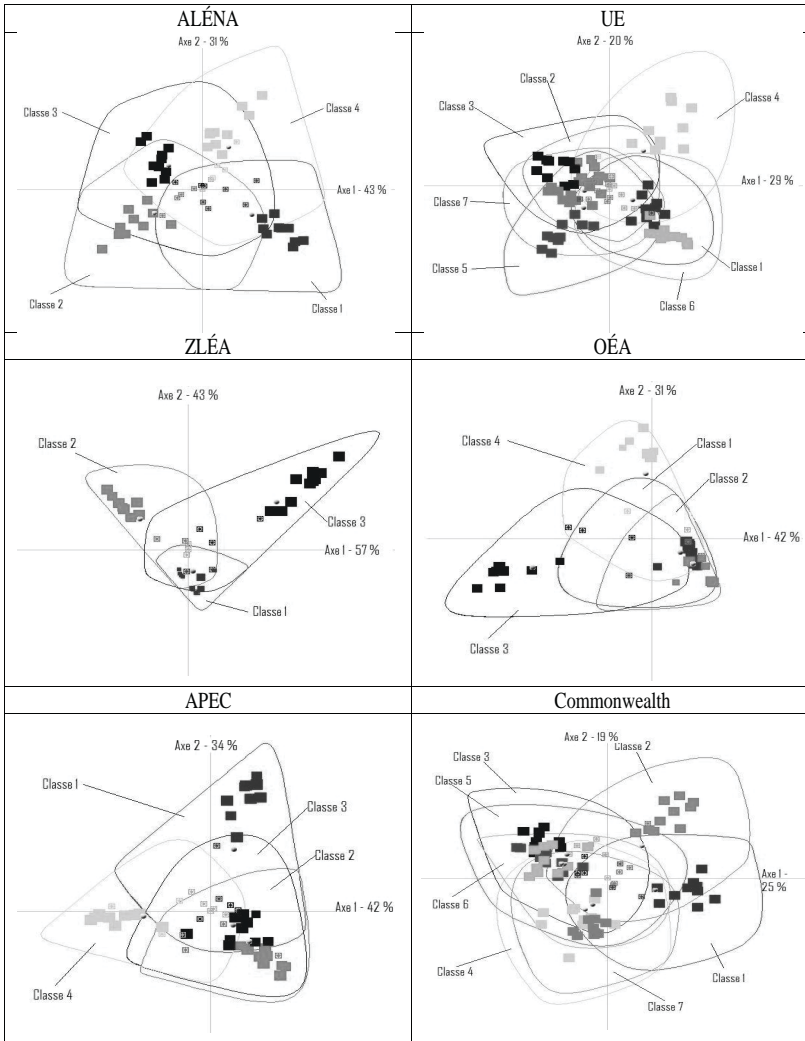 ALÉNA
Axe 2 - 31 %
Classe 3
Classe 4
Axe 1 - 43 %
Classe 2
Classe 1
UE
Axe 2 - 20 %
Classe 2
Classe 3
Classe 4
Axe 1 - 29 %
Classe 7
Classe 5
Classe 1
Classe 6
ZLÉA
Axe 2 - 43 %
Classe 2
Classe 3
Axe 1 - 57 %
Classe 1
OÉA
Axe 2 - 31 %
Classe 4
Classe 1
Classe 2
Axe 1 - 42 %
Classe 3
APEC
Axe 2 - 34 %
Classe 1
Classe 3
Classe 2
Axe 1 - 42 %
Classe 4
Commonwealth
Axe 2 - 19 %
Classe 2
Classe 3
Classe 5
Axe 1 -
25 %
Classe 6
Classe 4
Classe 1
Classe 7